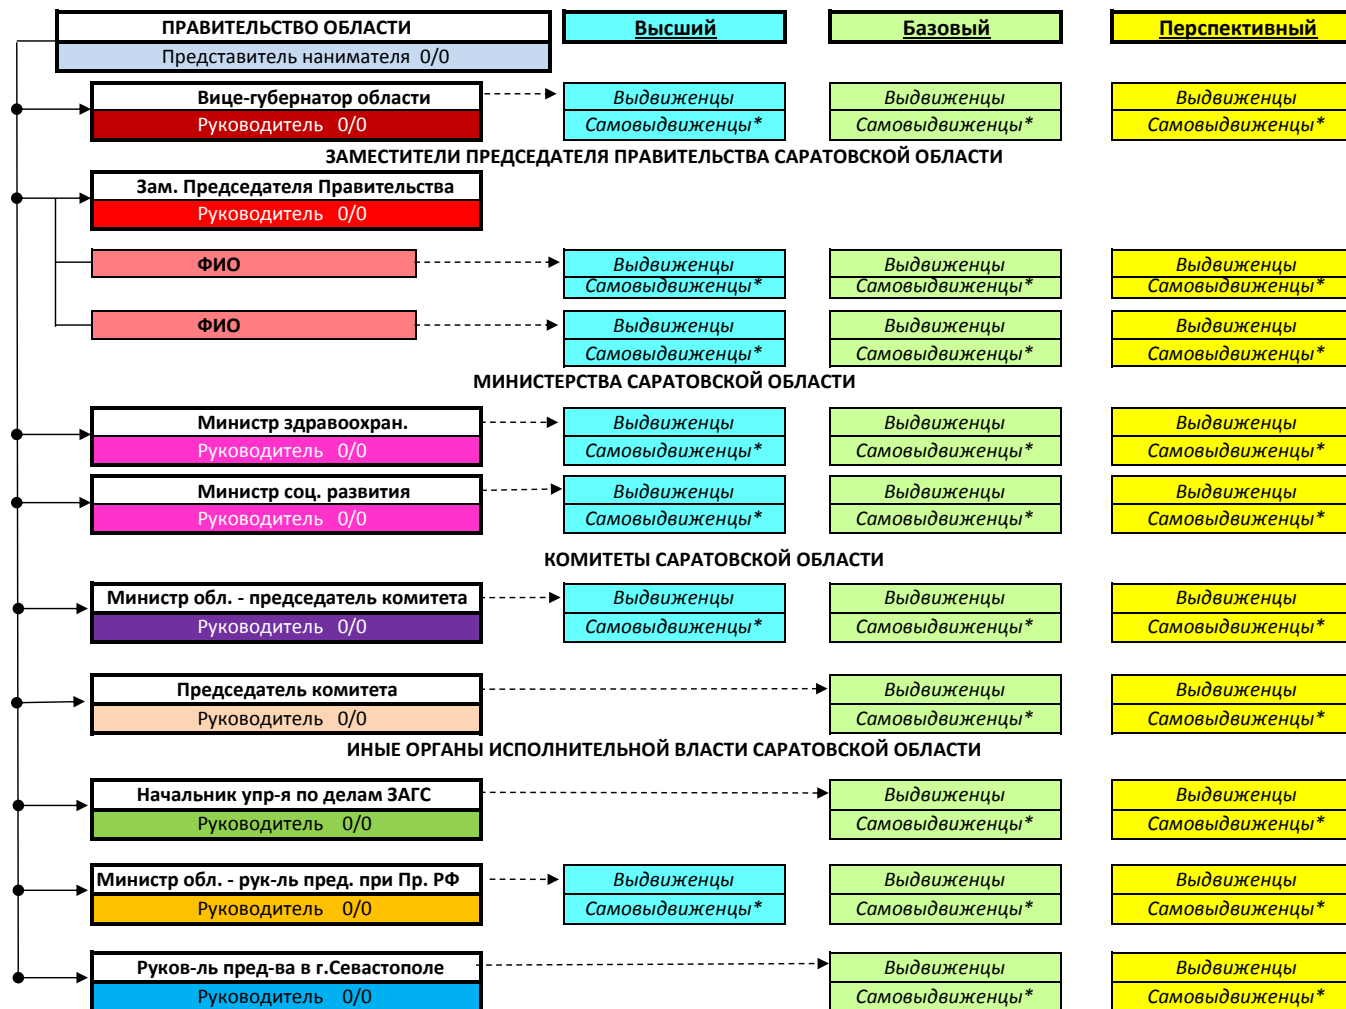 ПРАВИТЕЛЬСТВО ОБЛАСТИ Высший Базовый Перспективный
Представитель нанимателя 0/0
Вице-губернатор области Выдвиженцы Выдвиженцы Выдвиженцы
Руководитель 0/0 Самовыдвиженцы* Самовыдвиженцы* Самовыдвиженцы*
ЗАМЕСТИТЕЛИ ПРЕДСЕДАТЕЛЯ ПРАВИТЕЛЬСТВА САРАТОВСКОЙ ОБЛАСТИ
Зам. Председателя Правительства
Руководитель 0/0
ФИО Выдвиженцы Выдвиженцы Выдвиженцы
Самовыдвиженцы* Самовыдвиженцы* Самовыдвиженцы*
ФИО Выдвиженцы Выдвиженцы Выдвиженцы
Самовыдвиженцы* Самовыдвиженцы* Самовыдвиженцы*
МИНИСТЕРСТВА САРАТОВСКОЙ ОБЛАСТИ
Министр здравоохран. Выдвиженцы Выдвиженцы Выдвиженцы
Руководитель 0/0 Самовыдвиженцы* Самовыдвиженцы* Самовыдвиженцы*
Министр соц. развития Выдвиженцы Выдвиженцы Выдвиженцы
Руководитель 0/0 Самовыдвиженцы* Самовыдвиженцы* Самовыдвиженцы*
КОМИТЕТЫ САРАТОВСКОЙ ОБЛАСТИ
Министр обл. - председатель комитета Выдвиженцы Выдвиженцы Выдвиженцы
Руководитель 0/0 Самовыдвиженцы* Самовыдвиженцы* Самовыдвиженцы*
Председатель комитета Выдвиженцы Выдвиженцы
Руководитель 0/0 Самовыдвиженцы* Самовыдвиженцы*
ИНЫЕ ОРГАНЫ ИСПОЛНИТЕЛЬНОЙ ВЛАСТИ САРАТОВСКОЙ ОБЛАСТИ
Начальник упр-я по делам ЗАГС Выдвиженцы Выдвиженцы
Руководитель 0/0 Самовыдвиженцы* Самовыдвиженцы*
Министр обл. - рук-ль пред. при Пр. РФ Выдвиженцы Выдвиженцы Выдвиженцы
Руководитель 0/0 Самовыдвиженцы* Самовыдвиженцы* Самовыдвиженцы*
Руков-ль пред-ва в г.Севастополе Выдвиженцы Выдвиженцы
Руководитель 0/0 Самовыдвиженцы* Самовыдвиженцы*